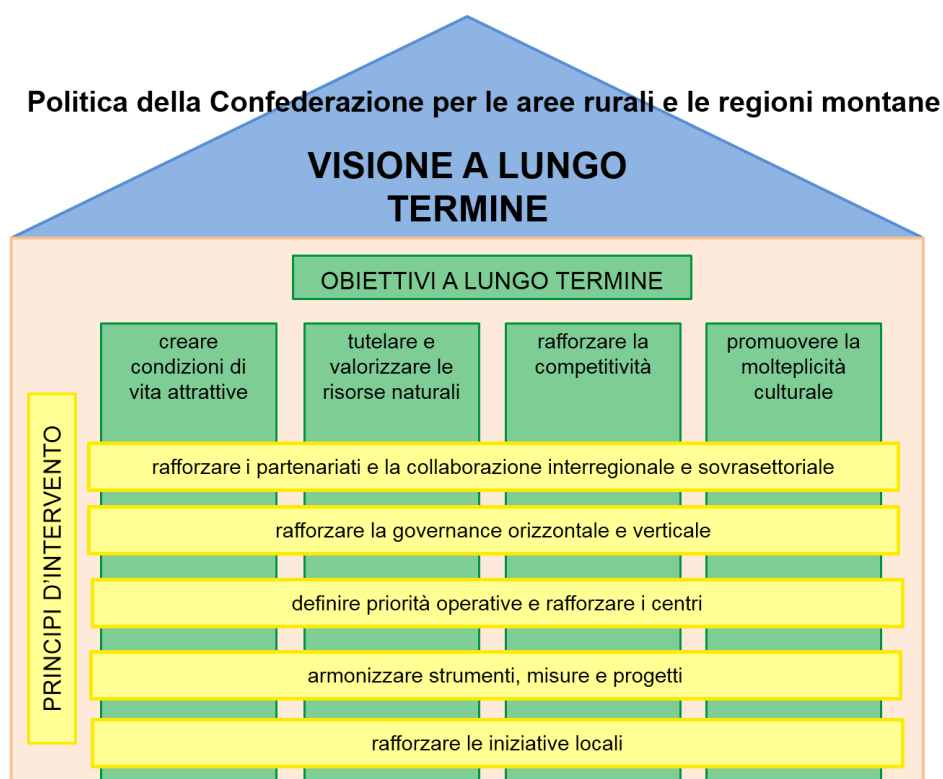 Politica della Confederazione per le aree rurali e le regioni montane
VISIONE A LUNGO
TERMINE
OBIETTIVI A LUNGO TERMINE
creare
condizioni di
vita attrattive
tutelare e
valorizzare le
risorse naturali
rafforzare la
competitività
promuovere la
molteplicità
culturale
PRINCIPI D'INTERVENTO
rafforzare i partenariati e la collaborazione interregionale e sovrasettoriale
rafforzare la governance orizzontale e verticale
definire priorità operative e rafforzare i centri
armonizzare strumenti, misure e progetti
rafforzare le iniziative locali